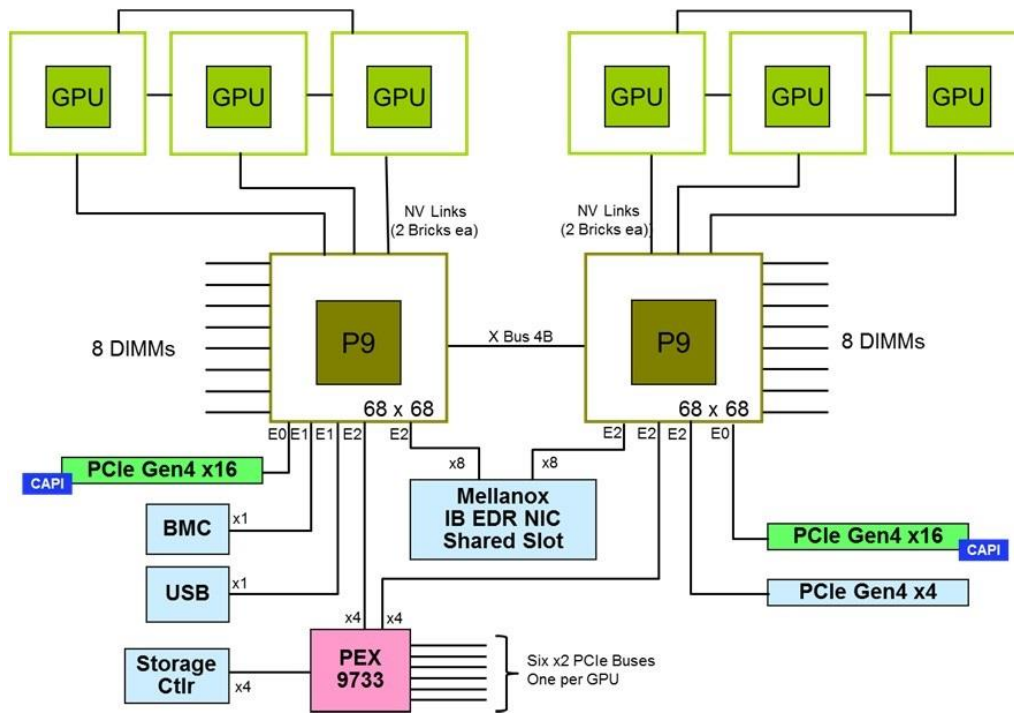 GPU
GPU
GPU
GPU
GPU
GPU
NV Links
(2 Bricks ea)
NV Links
(2 Bricks ea))
8 DIMMs
P9
68 x 68
X Bus 4B
P9
68 x 68
8 DIMMs
E0
E1
E1
E2
E2
E2
E2
E2
E0
PCIe Gen4 x16
CAPI
x8
x8
Mellanox
IB EDR NIC
Shared Slot
BMC
x1
PCIe Gen4 x16
CAPI
USB
x1
PCIe Gen4 x4
x4
x4
Storage
Ctlr
x4
PEX
9733
Six x2 PCIe Buses
One per GPU